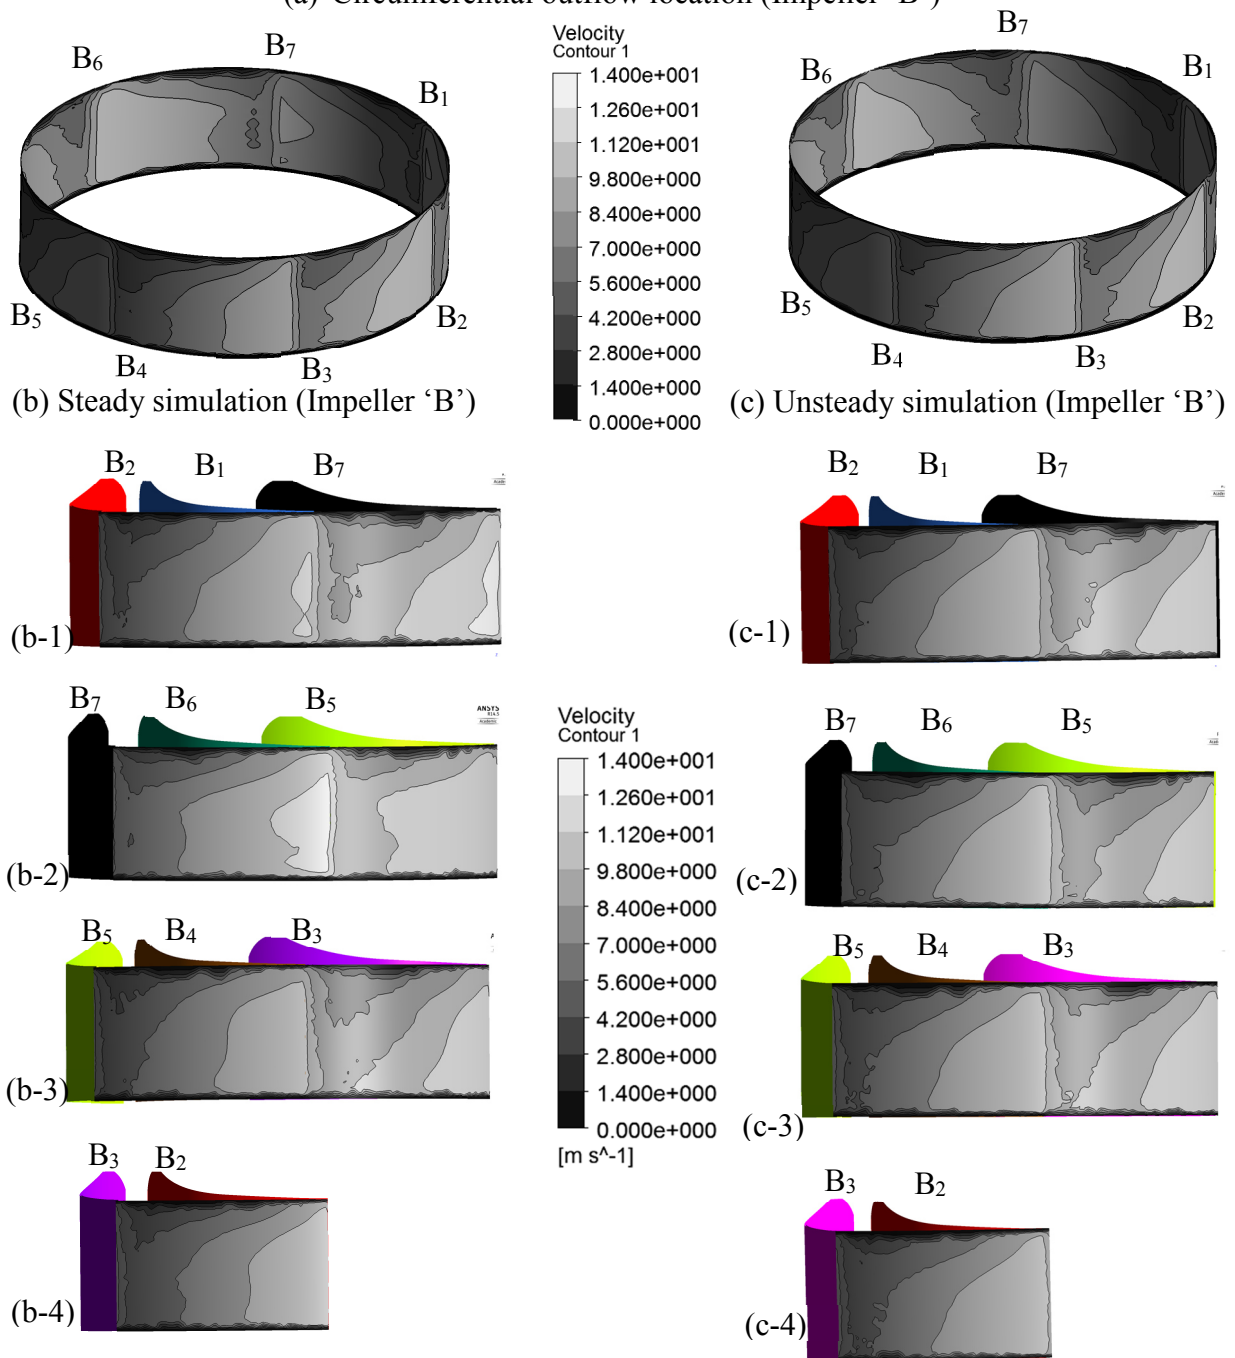 (a) Circumferential outflow location (Impeller ‘B’)
B7
B6
B1
B5
B4
B3
B2
(b) Steady simulation (Impeller ‘B’)
Velocity
Contour 1
1.400e+001
1.260e+001
1.120e+001
9.800e+000
8.400e+000
7.000e+000
5.600e+000
4.200e+000
2.800e+000
1.400e+000
0.000e+000
B7
B6
B1
B5
B4
B3
B2
(c) Unsteady simulation (Impeller ‘B’)
B2 B1 B7
(b-1)
B2 B1 B7
(c-1)
B7 B6 B5
ANSYS
(b-2)
Velocity
Contour 1
1.400e+001
1.260e+001
1.120e+001
9.800e+000
8.400e+000
7.000e+000
5.600e+000
4.200e+000
2.800e+000
1.400e+000
0.000e+000
[m s^-1]
B7 B6 B5
(c-2)
B5 B4 B3
(b-3)
B5 B4 B3
(c-3)
B3 B2
(b-4)
B3 B2
(c-4)